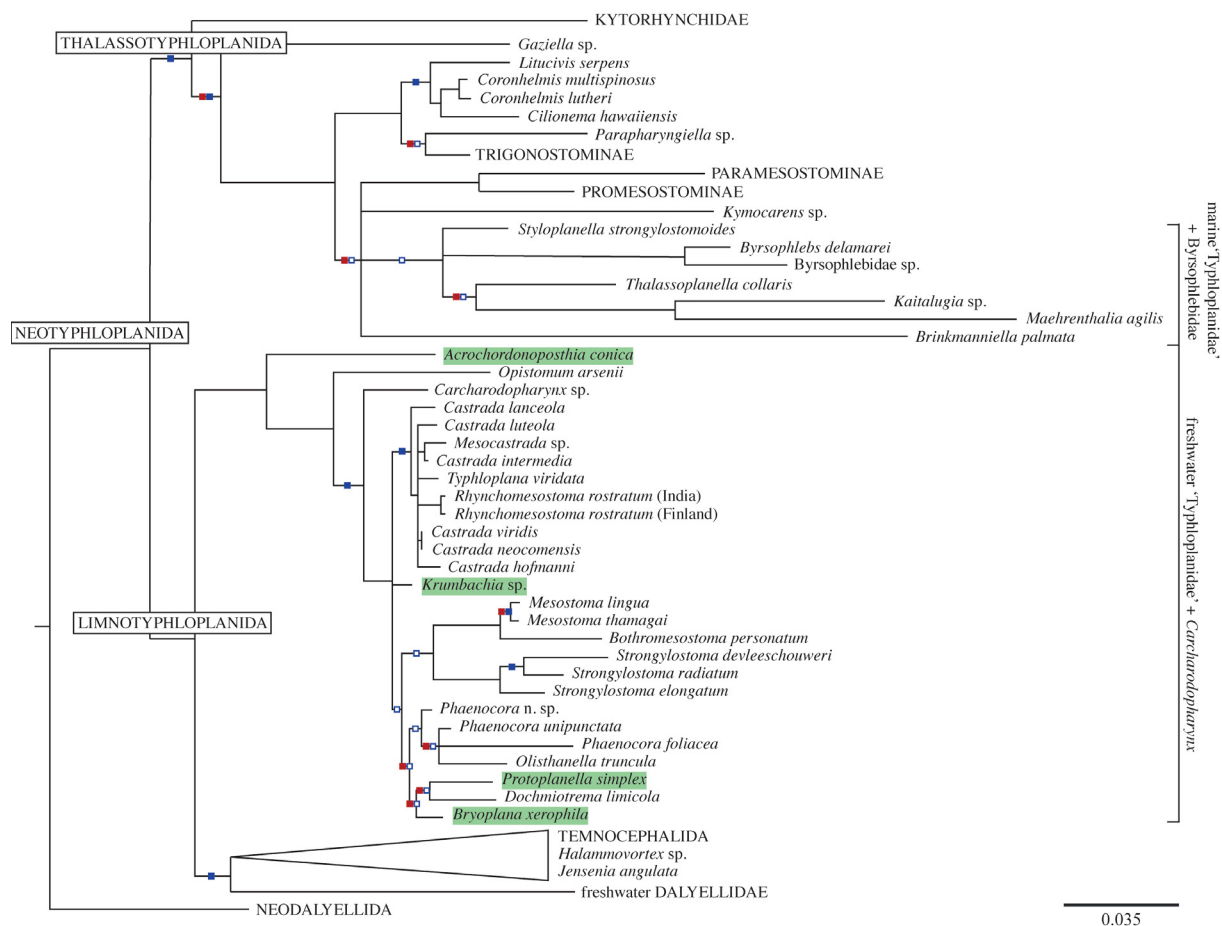 KYTORHYNCHIDAE
THALASSOTYPHLOPLANIDA
Gaziella sp.
Litucivis serpens
Coronhelmis multispinosus
Coronhelmis lutheri
Cilionema hawaiiensis
Parapharyngiella sp.
TRIGONOSTOMINAE
PARAMESOSTOMINAE
PROMESOSTOMINAE
Kymocarens sp.
Styloplanella strongylostomoides
Byrsophlebs delamarei
Byrsophlebidae sp.
Thalassoplanella collaris
Kaitalugia sp.
Maehrenthalia agilis
Brinkmanniella palmata
marine‘Typhloplanidae’
+ Byrsophlebidae
NEOTYPHLOPLANIDA
Acrochordonoposthia conica
Opistomum arsenii
Carcharodopharynx sp.
Castrada lanceola
Castrada luteola
Mesocastrada sp.
Castrada intermedia
Typhloplana viridata
Rhynchomesostoma rostratum (India)
Rhynchomesostoma rostratum (Finland)
Castrada viridis
Castrada neocomensis
Castrada hofmanni
Krumbachia sp.
Mesostoma lingua
Mesostoma thamagai
LIMNOTYPHLOPLANIDA
Bothromesostoma personatum
Strongylostoma devleeschouweri
Strongylostoma radiatum
Strongylostoma elongatum
Phaenocora n. sp.
Phaenocora unipunctata
Phaenocora foliacea
Olisthanella truncula
Protoplanella simplex
Dochmiotrema limicola
Bryoplana xerophila
freshwater ‘Typhloplanidae’ + Carcharodopharynx
TEMNOCEPHALIDA
Halammovortex sp.
Jensenia angulata
freshwater DALYELLIDAE
NEODALYELLIDA
0.035